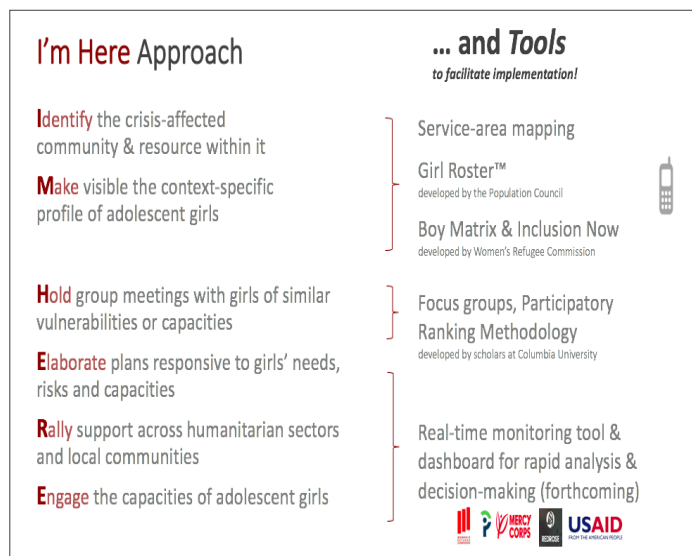 I'm Here Approach
Identify the crisis-affected
community & resource within it
Make visible the context-specific
profile of adolescent girls
Hold group meetings with girls of similar
vulnerabilities or capacities
Elaborate plans responsive to girls' needs,
risks and capacities
Rally support across humanitarian sectors
and local communities
Engage the capacities of adolescent girls
... and Tools
to facilitate implementation!
Service-area mapping
Girl Roster™
developed by the Population Council
Boy Matrix & Inclusion Now
developed by Women's Refugee Commission
Focus groups, Participatory
Ranking Methodology
developed by scholars at Columbia University
Real-time monitoring tool &
dashboard for rapid analysis &
decision-making (forthcoming)
MERCY
CORPS
REDROSE
USAID
FROM THE AMERICAN PEOPLE